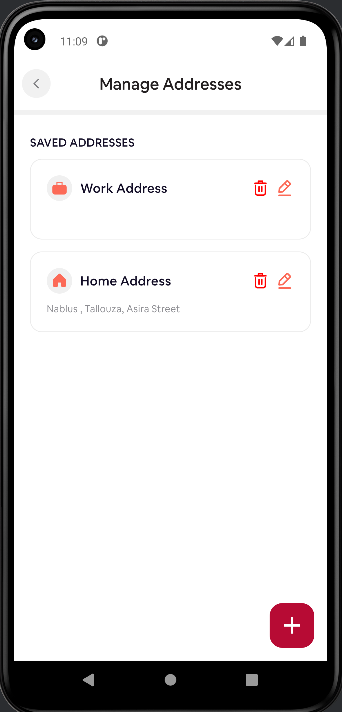 11:09
Manage Addresses
SAVED ADDRESSES
Work Address
Home Address
Nablus , Tallouza, Asira Street